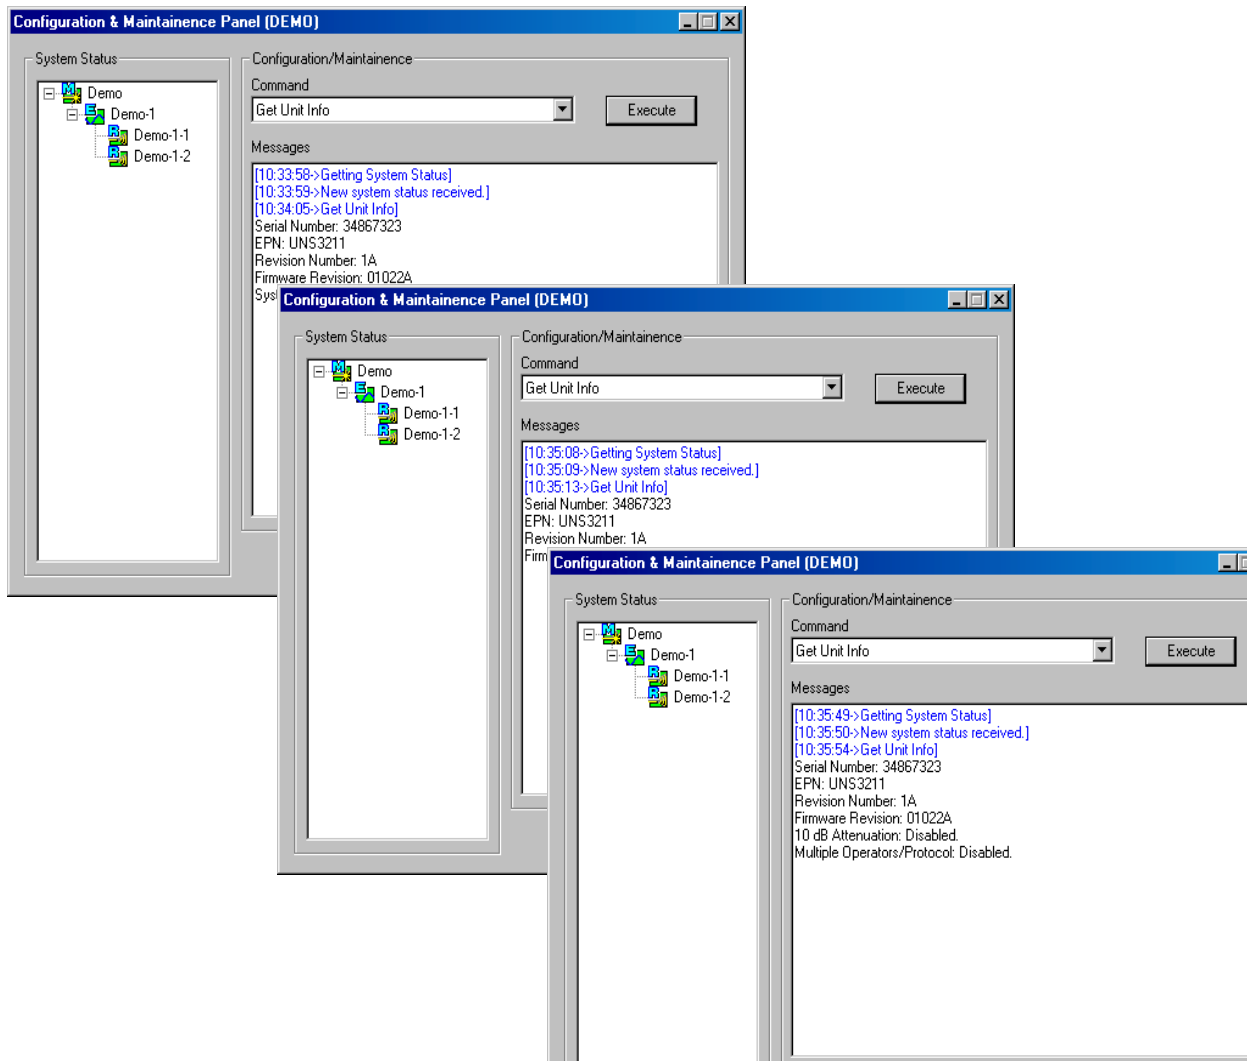 Configuration & Maintainence Panel (DEMO)
System Status
Demo
Demo-1
Demo-1-1
Demo-1-2
Configuration/Maintainence
Command
Get Unit Info
Execute
Messages
[10:33:58->Getting System Status]
[10:33:59->New system status received.]
[10:34:05->Get Unit Info]
Serial Number: 34867323
EPN: UNS3211
Revision Number: 1A
Firmware Revision: 01022A
Configuration & Maintainence Panel (DEMO)
System Status
Demo
Demo-1
Demo-1-1
Demo-1-2
Configuration/Maintainence
Command
Get Unit Info
Execute
Messages
[10:35:08->Getting System Status]
[10:35:09->New system status received.]
[10:35:13->Get Unit Info]
Serial Number: 34867323
EPN: UNS3211
Revision Number: 1A
Configuration & Maintainence Panel (DEMO)
System Status
Demo
Demo-1
Demo-1-1
Demo-1-2
Configuration/Maintainence
Command
Get Unit Info
Execute
Messages
[10:35:49->Getting System Status]
[10:35:50->New system status received.]
[10:35:54->Get Unit Info]
Serial Number: 34867323
EPN: UNS3211
Revision Number: 1A
Firmware Revision: 01022A
10 dB Attenuation: Disabled.
Multiple Operators/Protocol: Disabled.